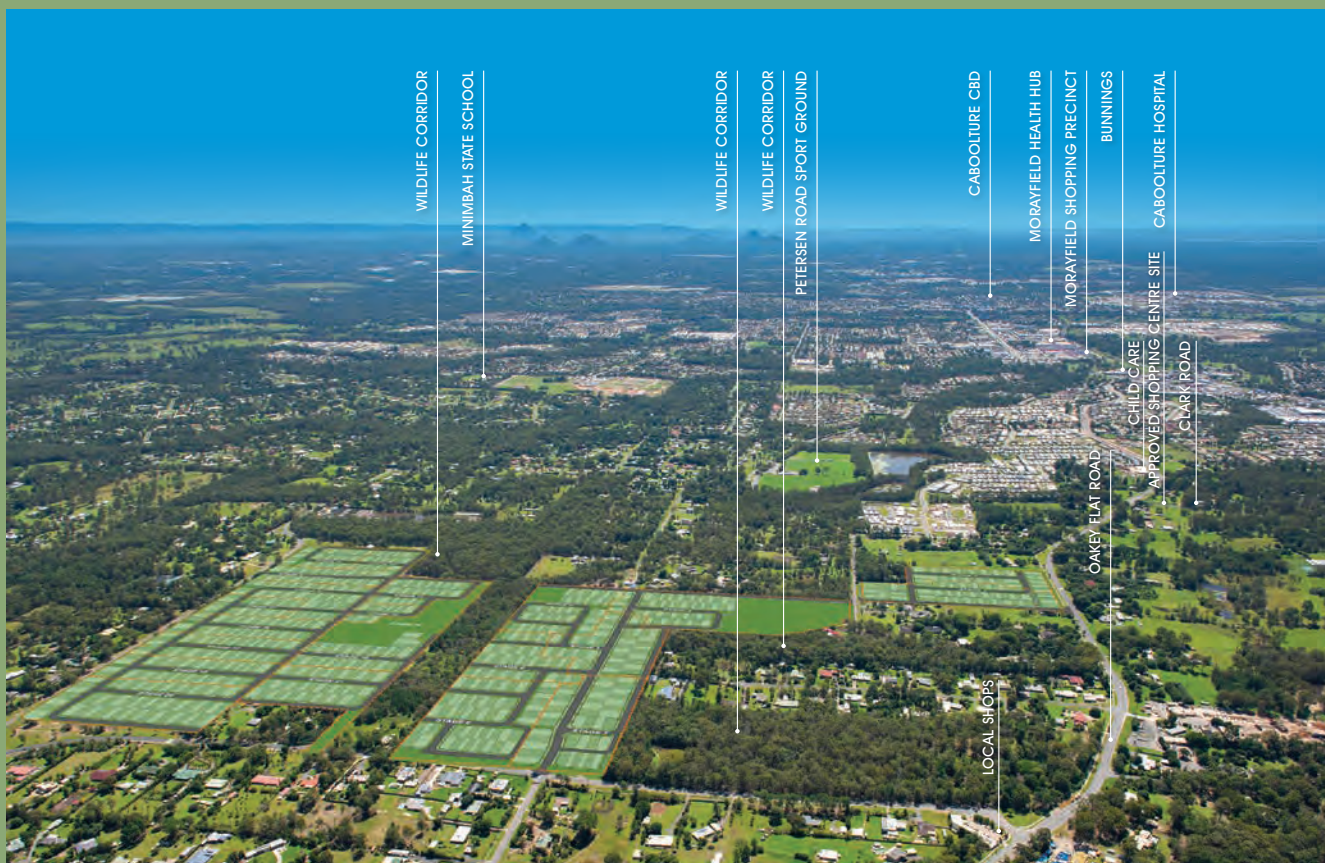 WILDLIFE CORRIDOR
MINIMBAH STATE SCHOOL
WILDLIFE CORRIDOR
WILDLIFE CORRIDOR
PETERSEN ROAD SPORT GROUND
CABOOLTURE CBD
MORAYFIELD HEALTH HUB
MORAYFIELD SHOPPING PRECINCT
BUNNINGS
CABOOLTURE HOSPITAL
CHILD CARE
APPROVED SHOPPING CENTRE SITE
CLARK ROAD
OAKEY FLAT ROAD
LOCAL SHOPS